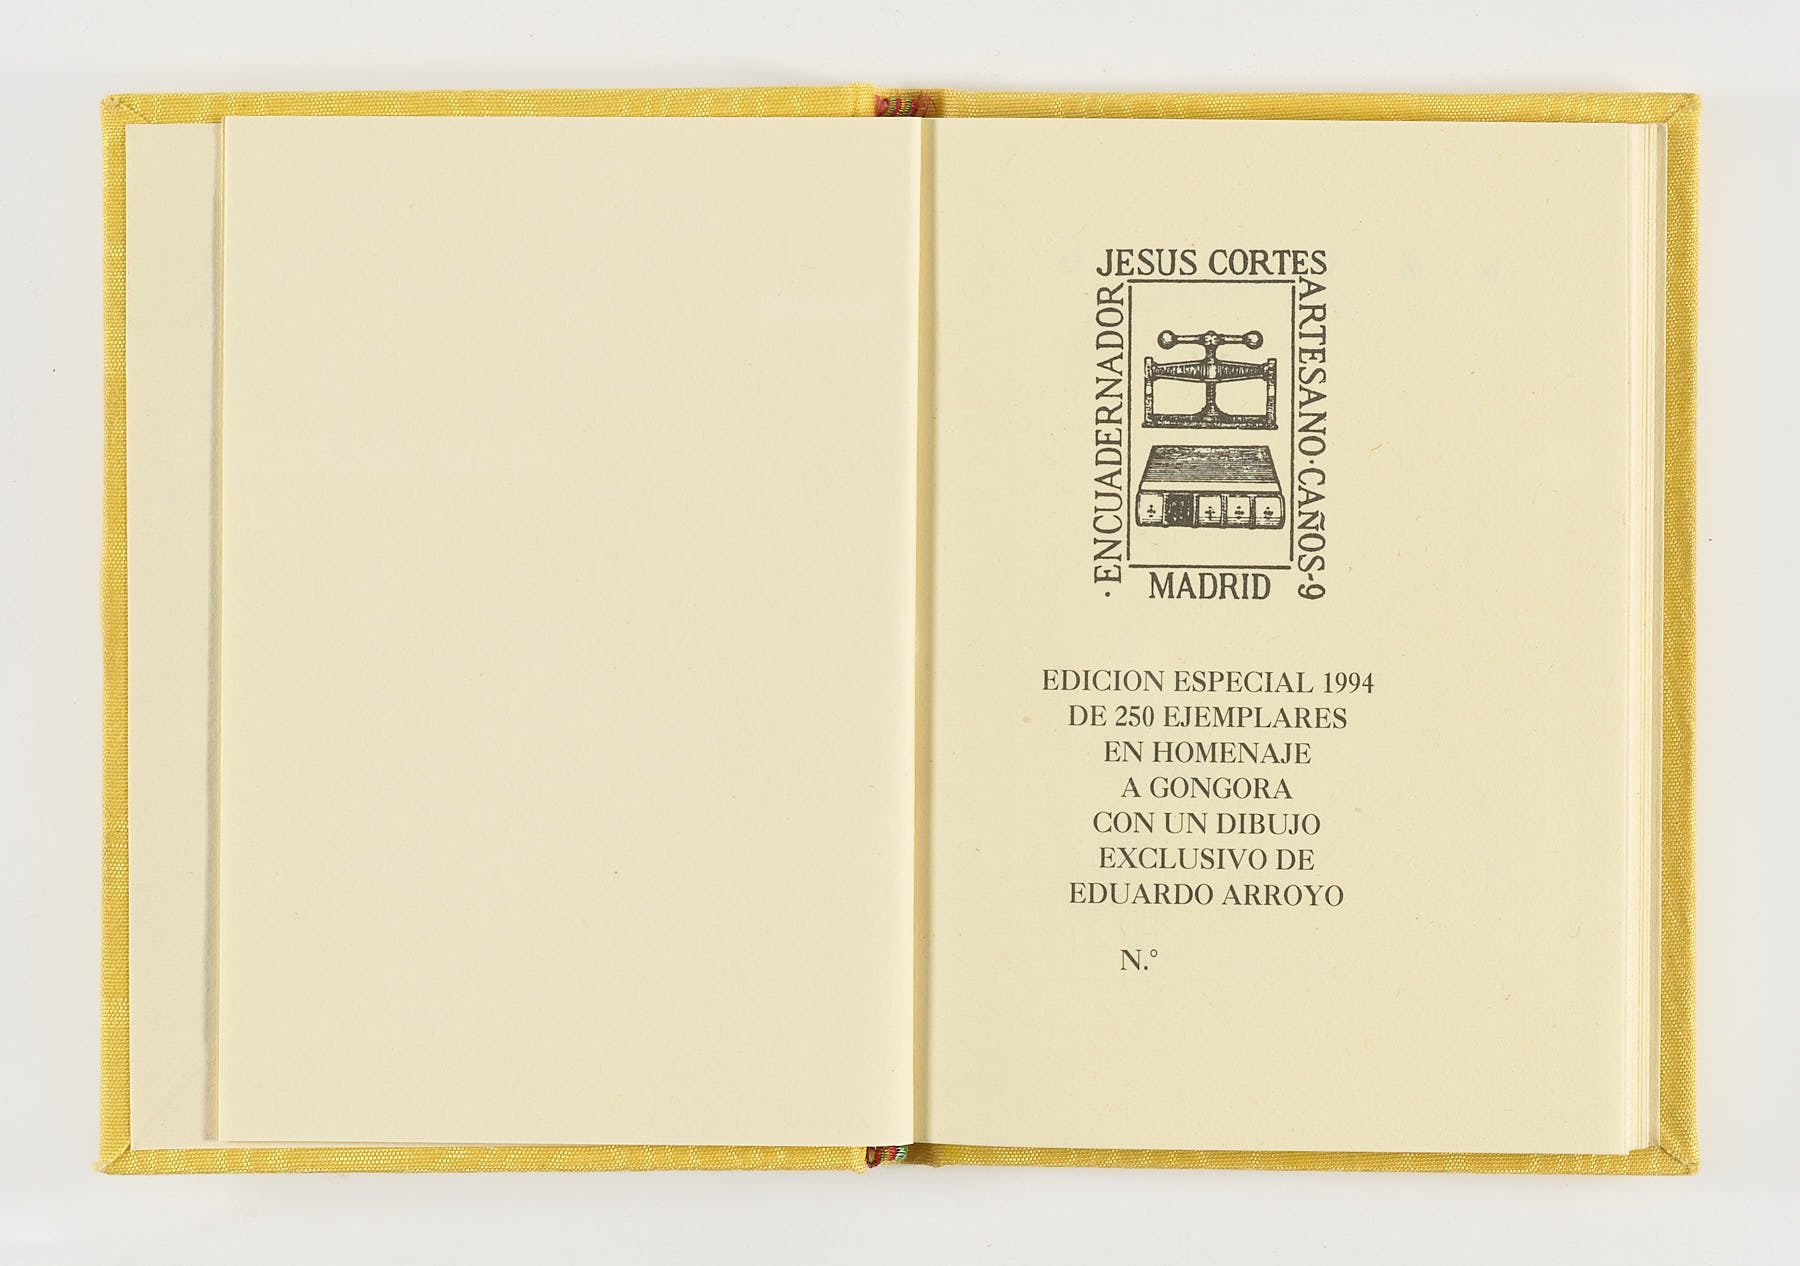 JESUS CORTES
ARTESANO·CAÑOS-9
MADRID
·ENCUADERNADOR
EDICION ESPECIAL 1994
DE 250 EJEMPLARES
EN HOMENAJE
A GONGORA
CON UN DIBUJO
EXCLUSIVO DE
EDUARDO ARROYO
N.°